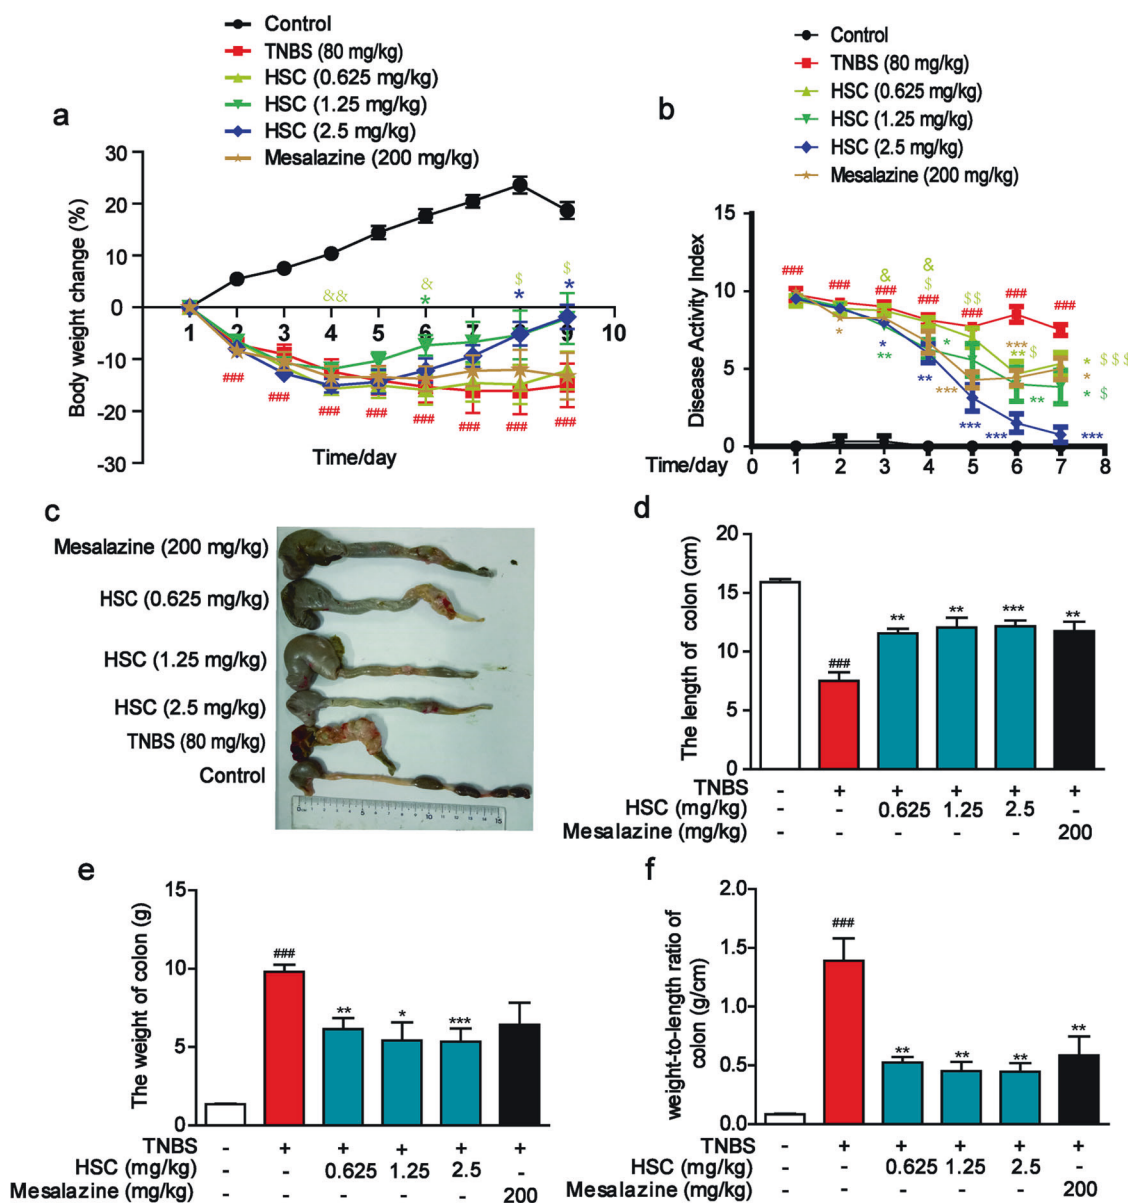 Control
TNBS (80 mg/kg)
HSC (0.625 mg/kg)
HSC (1.25 mg/kg)
HSC (2.5 mg/kg)
Mesalazine (200 mg/kg)
a
Body weight change (%)
30
20
10
0
-10
-20
-30
1 2 3 4 5 6 7 8 9 10
&& & $ $
* * *
### ### ### ### ### ### ### ###
Time/day
Control
TNBS (80 mg/kg)
HSC (0.625 mg/kg)
HSC (1.25 mg/kg)
HSC (2.5 mg/kg)
Mesalazine (200 mg/kg)
b
Disease Activity Index
15
10
5
0
& &
$ $$
### ### ### ### ### ### ###
* * ** * ** *** *** *** ** $ *** ** * $$$ * * $ ***
Time/day 0 1 2 3 4 5 6 7 8
c
Mesalazine (200 mg/kg)
HSC (0.625 mg/kg)
HSC (1.25 mg/kg)
HSC (2.5 mg/kg)
TNBS (80 mg/kg)
Control
5 10 15
d
The length of colon (cm)
20
15
10
5
0
### ** ** *** **
TNBS - + + + + +
HSC (mg/kg) - - 0.625 1.25 2.5 -
Mesalazine (mg/kg) - - - - - 200
e
The weight of colon (g)
15
10
5
0
### ** * ***
TNBS - + + + + +
HSC (mg/kg) - - 0.625 1.25 2.5 -
Mesalazine (mg/kg) - - - - - 200
f
weight-to-length ratio of
colon (g/cm)
2.0
1.5
1.0
0.5
0.0
### ** ** ** **
TNBS - + + + + +
HSC (mg/kg) - - 0.625 1.25 2.5 -
Mesalazine (mg/kg) - - - - - 200